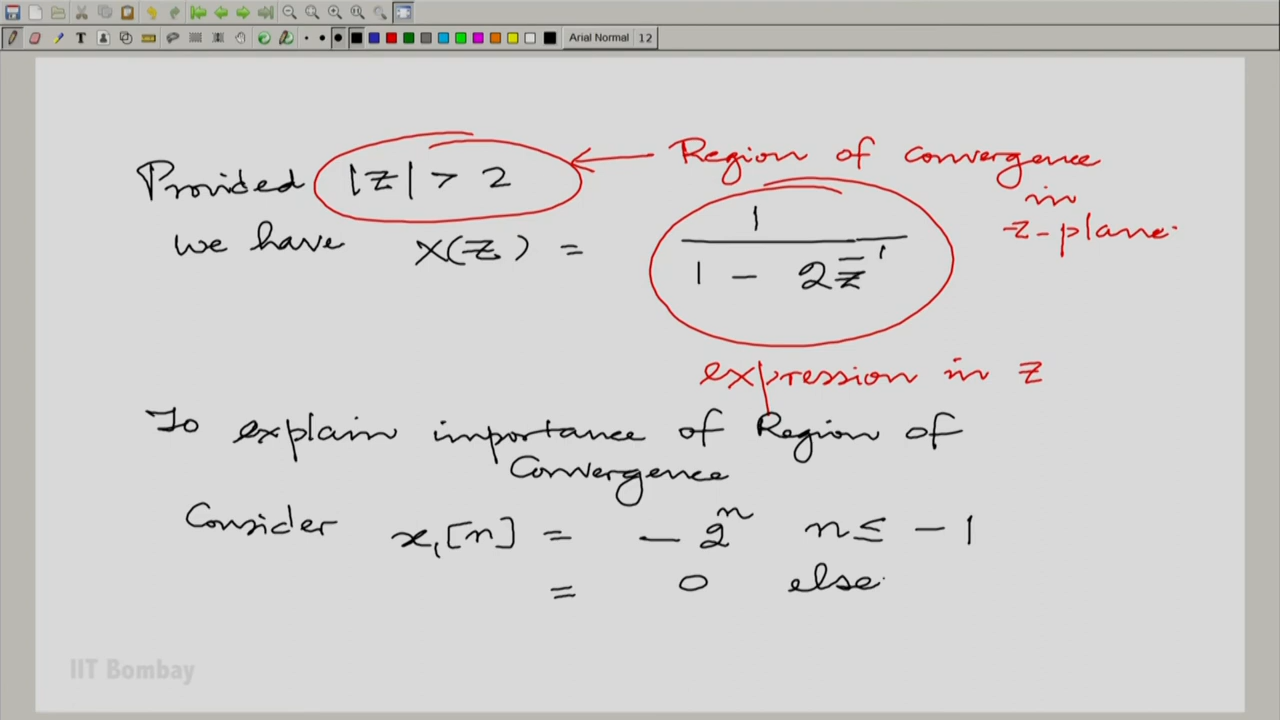 Arial Normal 12
Provided |z| > 2 ← Region of convergence
in
z-plane.
we have X(z) = 1 / (1 - 2z⁻¹)
expression in z
To explain importance of Region of
Convergence
Consider x₁[n] = - 2ⁿ n ≤ - 1
= 0 else.
IIT Bombay